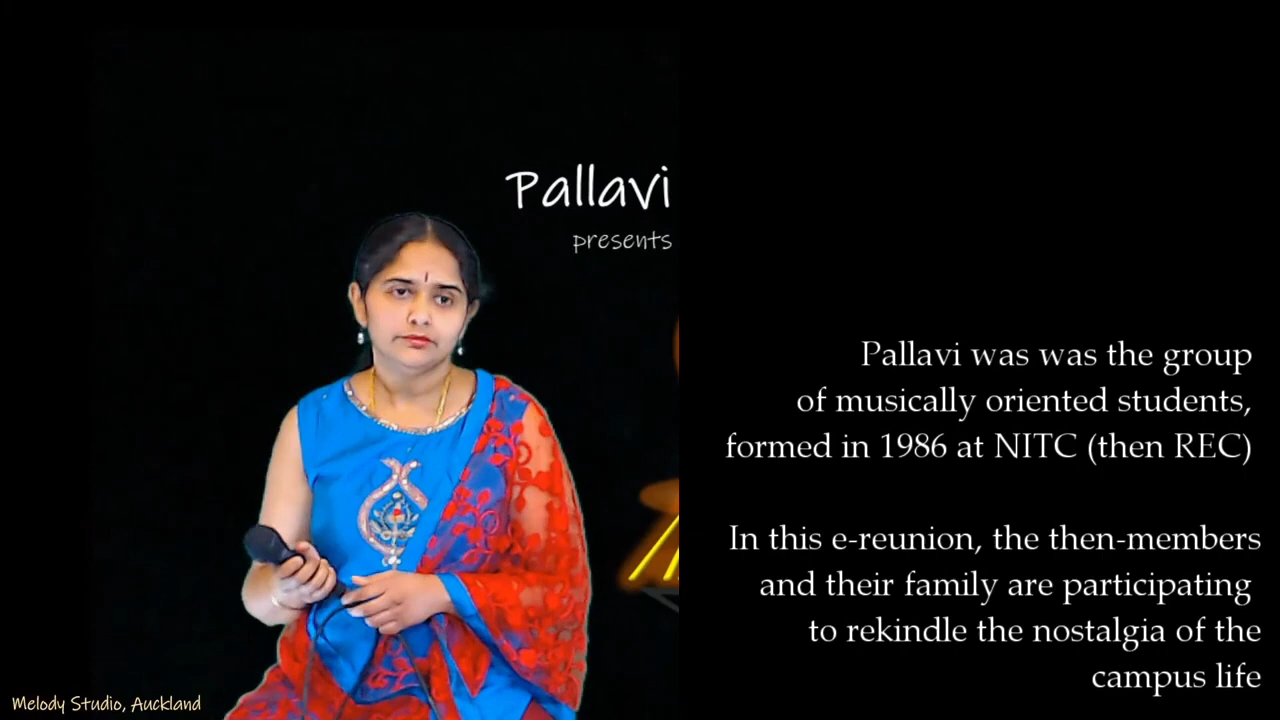 Pallavi
presents
Pallavi was was the group
of musically oriented students,
formed in 1986 at NITC (then REC)
In this e-reunion, the then-members
and their family are participating
to rekindle the nostalgia of the
campus life
Melody Studio, Auckland